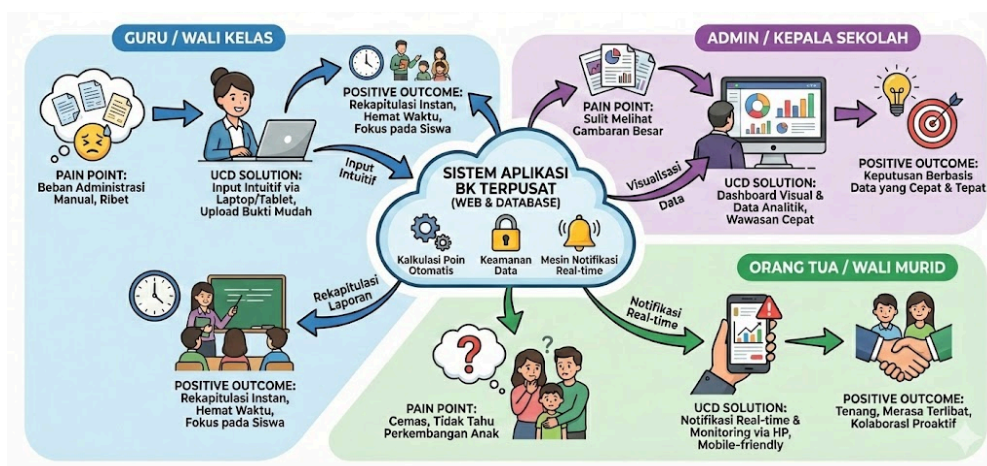 GURU / WALI KELAS
PAIN POINT:
Beban Administrasi
Manual, Ribet
UCD SOLUTION:
Input Intuitif via
Laptop/Tablet,
Upload Bukti Mudah
POSITIVE OUTCOME:
Rekapitulasi Instan,
Hemat Waktu,
Fokus pada Siswa
Input
Intuitif
SISTEM APLIKASI
BK TERPUSAT
(WEB & DATABASE)
Kalkulasi Poin
Otomatis
Keamanan
Data
Mesin Notifikasi
Real-time
Rekapitulasi
Laporan
POSITIVE OUTCOME:
Rekapitulasi Instan,
Hemat Waktu,
Fokus pada Siswa
ADMIN / KEPALA SEKOLAH
PAIN POINT:
Sulit Melihat
Gambaran Besar
Visualisasi
Data
UCD SOLUTION:
Dashboard Visual &
Data Analitik,
Wawasan Cepat
POSITIVE OUTCOME:
Keputusan Berbasis
Data yang Cepat & Tepat
ORANG TUA / WALI MURID
PAIN POINT:
Cemas, Tidak Tahu
Perkembangan Anak
Notifikasi
Real-time
UCD SOLUTION:
Notifikasi Real-time &
Monitoring via HP,
Mobile-friendly
POSITIVE OUTCOME:
Tenang, Merasa Terlibat,
Kolaborasi Proaktif